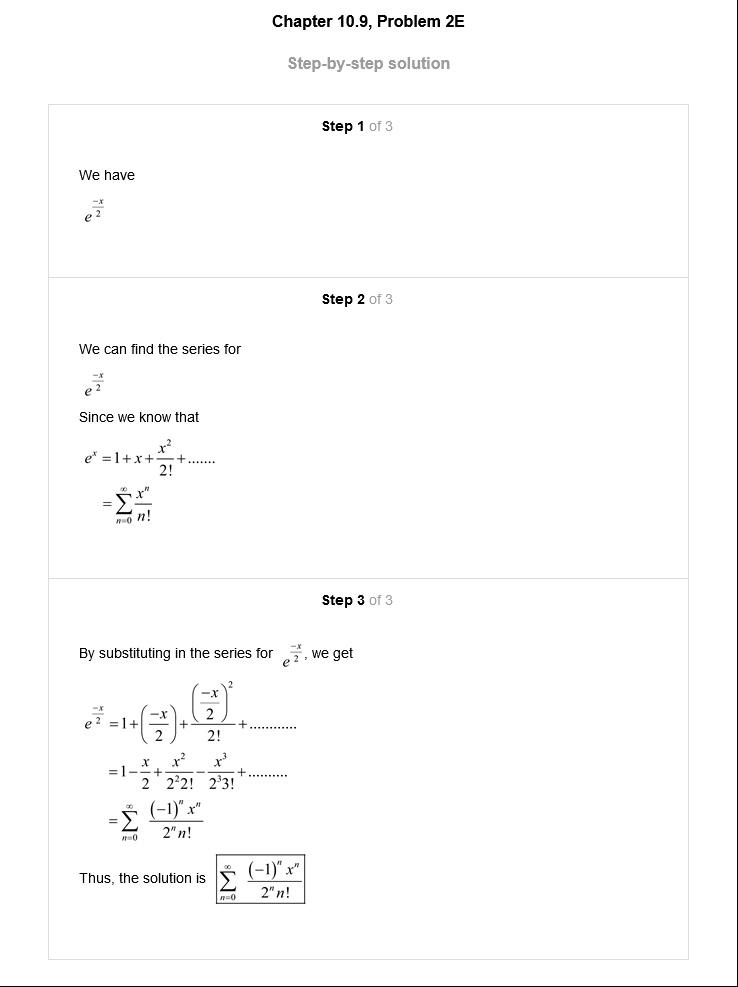 Chapter 10.9, Problem 2E
Step-by-step solution
Step 1 of 3
We have
e^{\frac{-x}{2}}
Step 2 of 3
We can find the series for
e^{\frac{-x}{2}}
Since we know that
e^x = 1 + x + \frac{x^2}{2!} + .......
= \sum_{n=0}^{\infty} \frac{x^n}{n!}
Step 3 of 3
By substituting in the series for e^{\frac{-x}{2}}, we get
e^{\frac{-x}{2}} = 1 + \left(\frac{-x}{2}\right) + \frac{\left(\frac{-x}{2}\right)^2}{2!} + ............
= 1 - \frac{x}{2} + \frac{x^2}{2^2 2!} - \frac{x^3}{2^3 3!} + ..........
= \sum_{n=0}^{\infty} \frac{(-1)^n x^n}{2^n n!}
Thus, the solution is \sum_{n=0}^{\infty} \frac{(-1)^n x^n}{2^n n!}